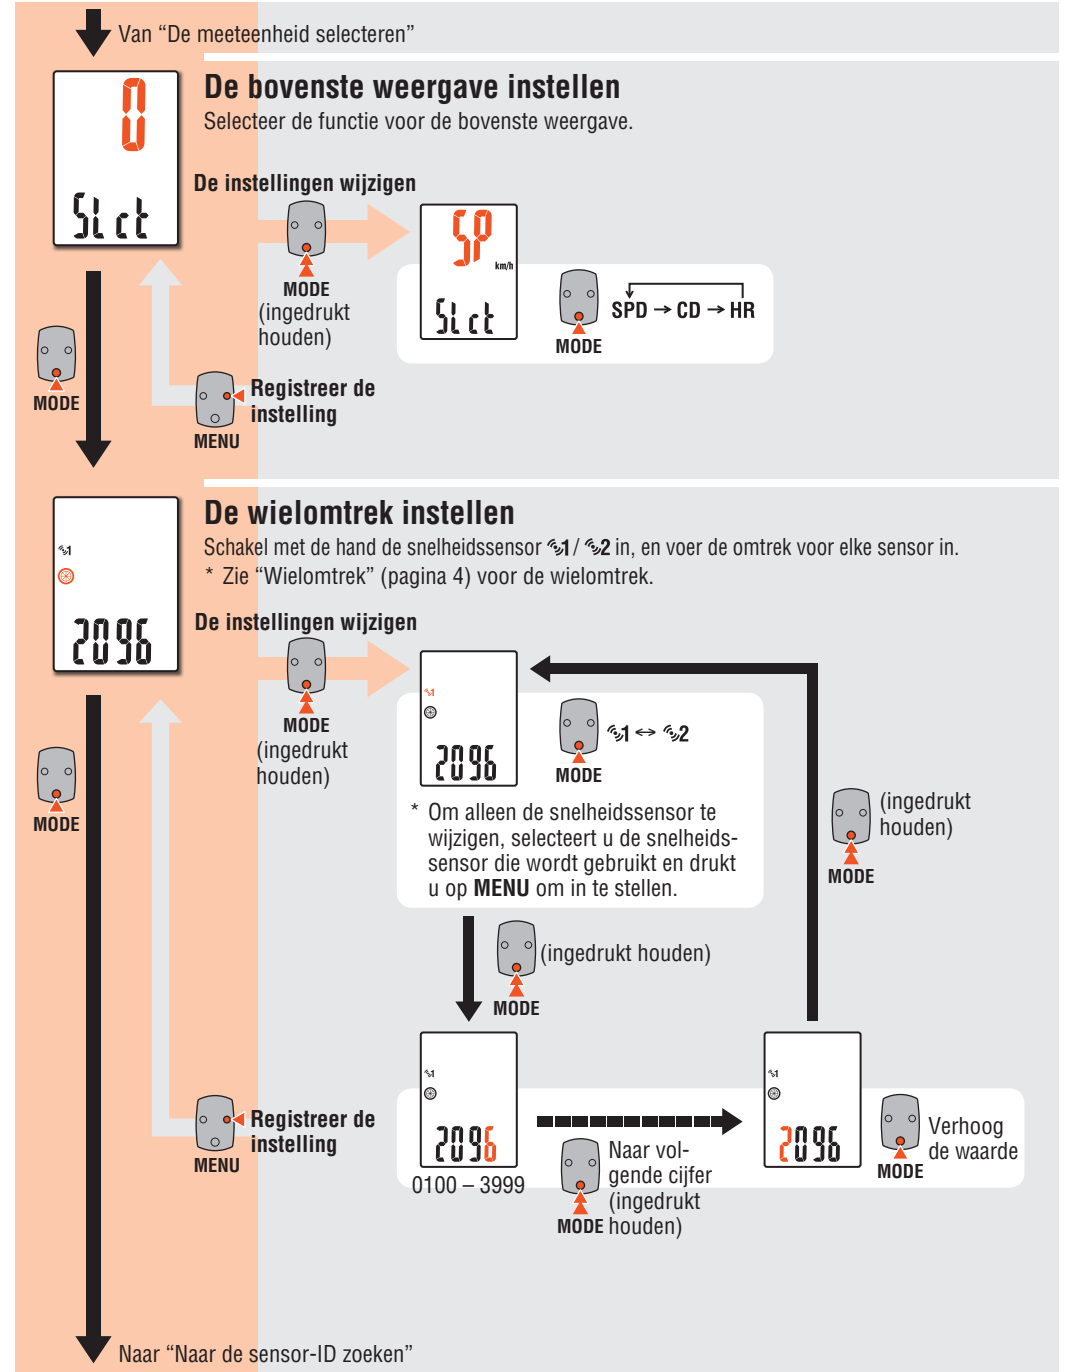 Van “De meeteenheid selecteren”
De bovenste weergave instellen
Selecteer de functie voor de bovenste weergave.
0
SLct
De instellingen wijzigen
MODE
(ingedrukt
houden)
SP
km/h
SLct
MODE
SPD → CD → HR
MODE
Registreer de
instelling
MENU
De wielomtrek instellen
Schakel met de hand de snelheidssensor 1 / 2 in, en voer de omtrek voor elke sensor in.
* Zie “Wielomtrek” (pagina 4) voor de wielomtrek.
1
2096
De instellingen wijzigen
MODE
(ingedrukt
houden)
1
2096
MODE
1 ↔ 2
* Om alleen de snelheidssensor te
wijzigen, selecteert u de snelheids-
sensor die wordt gebruikt en drukt
u op MENU om in te stellen.
MODE
(ingedrukt
houden)
MODE
(ingedrukt houden)
MODE
1
2096
0100 – 3999
Naar vol-
gende cijfer
(ingedrukt
MODE houden)
1
2096
MODE
Verhoog
de waarde
Registreer de
instelling
MENU
Naar “Naar de sensor-ID zoeken”